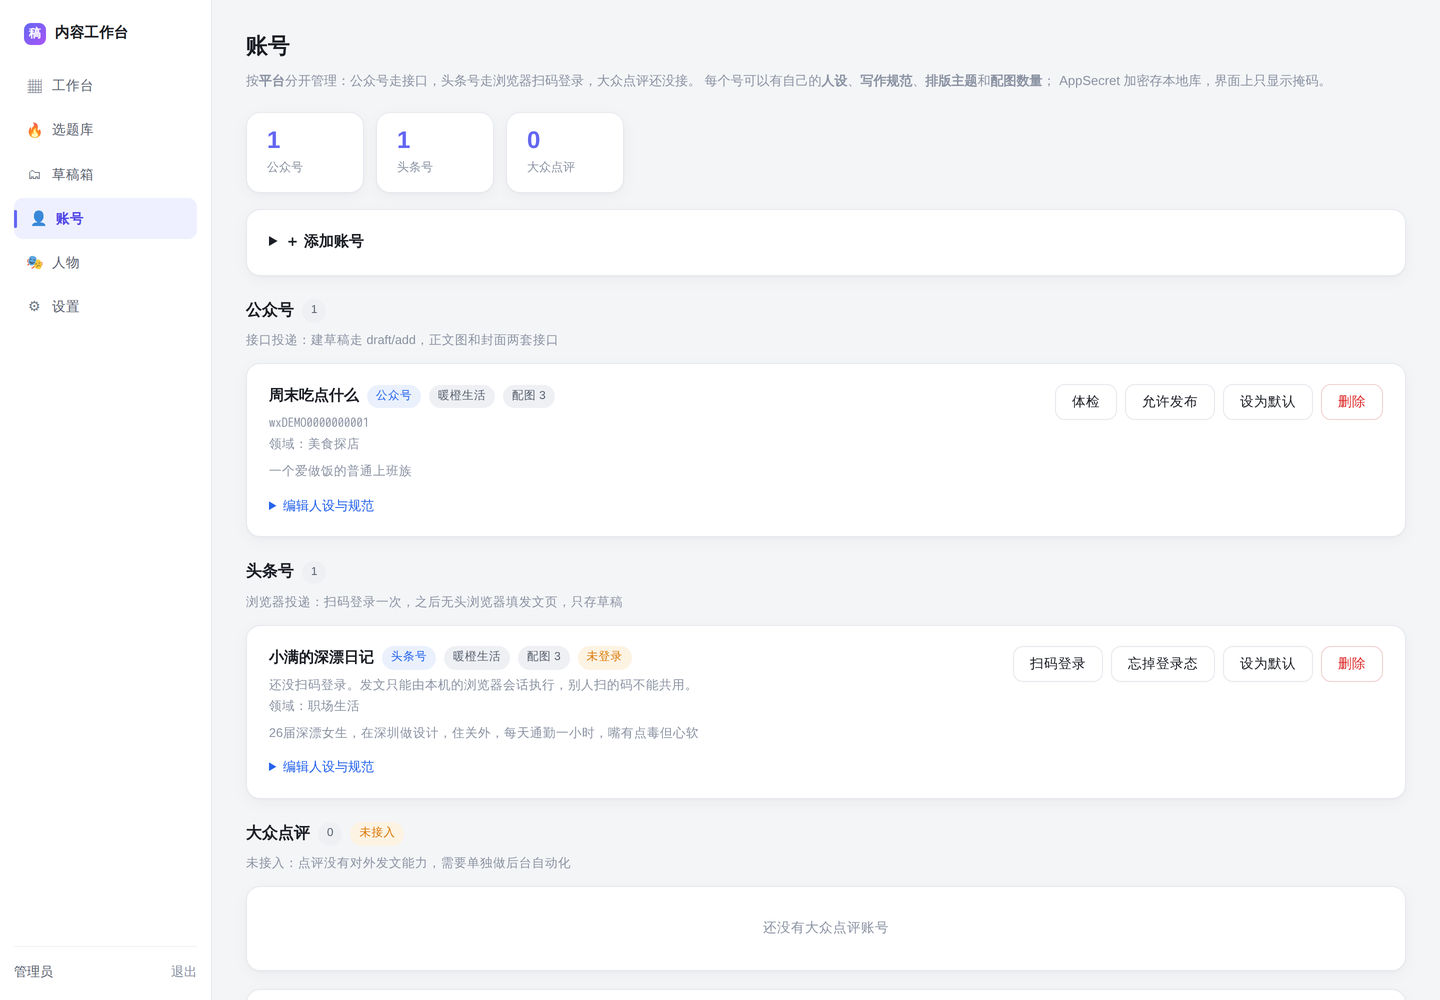 稿 内容工作台
工作台
选题库
草稿箱
账号
人物
设置
管理员 退出
账号
按平台分开管理：公众号走接口，头条号走浏览器扫码登录，大众点评还没接。 每个号可以有自己的人设、写作规范、排版主题和配图数量； AppSecret 加密存本地库，界面上只显示掩码。
1
公众号
1
头条号
0
大众点评
＋ 添加账号
公众号 1
接口投递：建草稿走 draft/add，正文图和封面两套接口
周末吃点什么 公众号 暖橙生活 配图 3
体检 允许发布 设为默认 删除
wxDEMO0000000001
领域：美食探店
一个爱做饭的普通上班族
编辑人设与规范
头条号 1
浏览器投递：扫码登录一次，之后无头浏览器填发文页，只存草稿
小满的深漂日记 头条号 暖橙生活 配图 3 未登录
扫码登录 忘掉登录态 设为默认 删除
还没扫码登录。发文只能由本机的浏览器会话执行，别人扫的码不能共用。
领域：职场生活
26届深漂女生，在深圳做设计，住关外，每天通勤一小时，嘴有点毒但心软
编辑人设与规范
大众点评 0 未接入
未接入：点评没有对外发文能力，需要单独做后台自动化
还没有大众点评账号